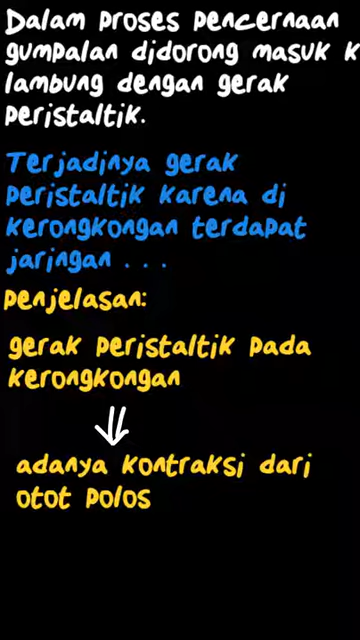 Dalam proses pencernaan
gumpalan didorong masuk k
lambung dengan gerak
peristaltik.
Terjadinya gerak
peristaltik karena di
kerongkongan terdapat
jaringan . . .
penjelasan:
gerak peristaltik pada
kerongkongan
adanya kontraksi dari
otot polos